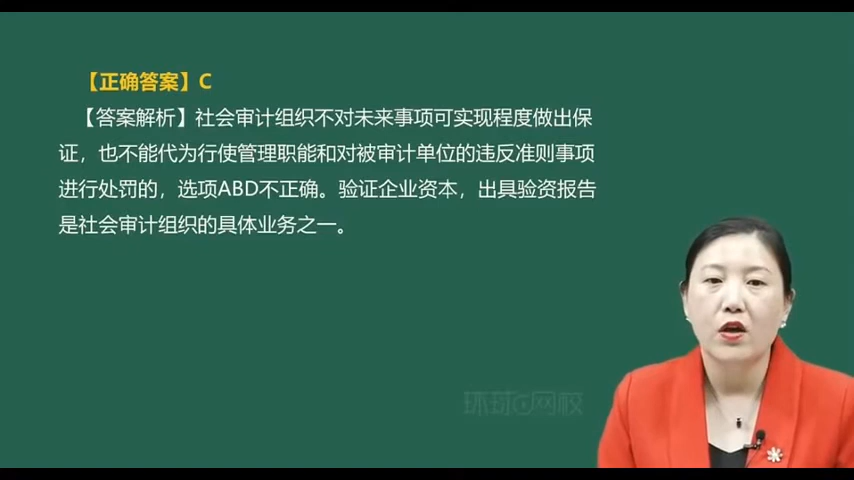 【正确答案】C
【答案解析】社会审计组织不对未来事项可实现程度做出保
证，也不能代为行使管理职能和对被审计单位的违反准则事项
进行处罚的，选项ABD不正确。验证企业资本，出具验资报告
是社会审计组织的具体业务之一。
环球网校